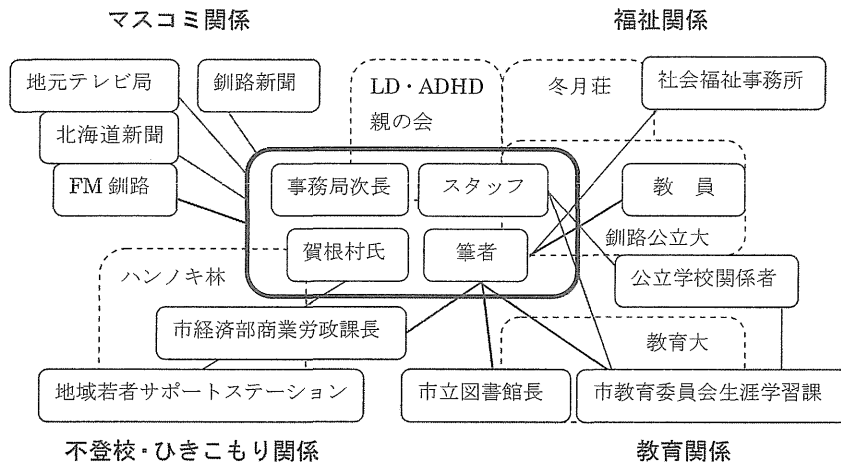 マスコミ関係
福祉関係
地元テレビ局
釧路新聞
LD・ADHD
親の会
冬月荘
社会福祉事務所
北海道新聞
FM 釧路
事務局次長
スタッフ
教　員
釧路公立大
賀根村氏
筆者
ハンノキ林
公立学校関係者
市経済部商業労政課長
教育大
地域若者サポートステーション
市立図書館長
市教育委員会生涯学習課
不登校・ひきこもり関係
教育関係